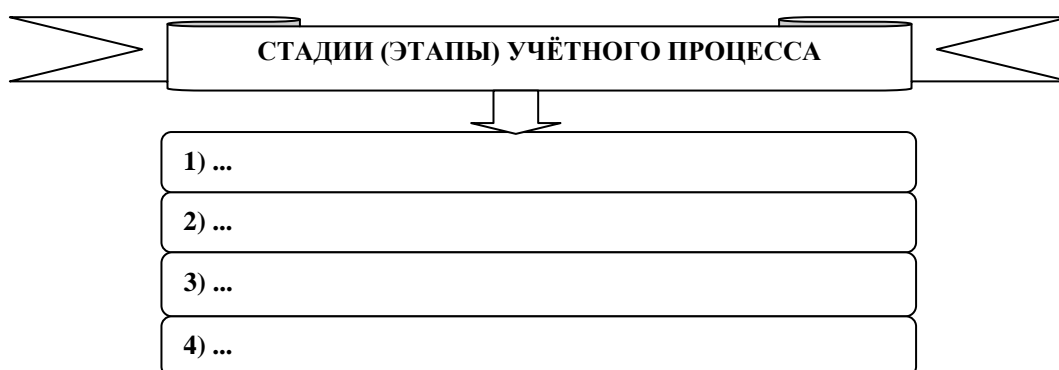 СТАДИИ (ЭТАПЫ) УЧЁТНОГО ПРОЦЕССА
1) ...
2) ...
3) ...
4) ...